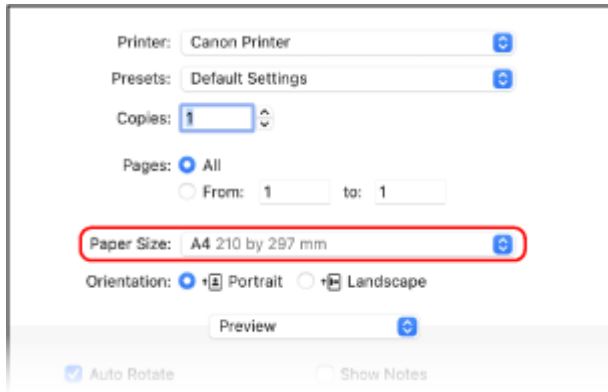 Printer: Canon Printer
Presets: Default Settings
Copies: 1
Pages: All
From: 1 to: 1
Paper Size: A4 210 by 297 mm
Orientation: Portrait Landscape
Preview
Auto Rotate Show Notes